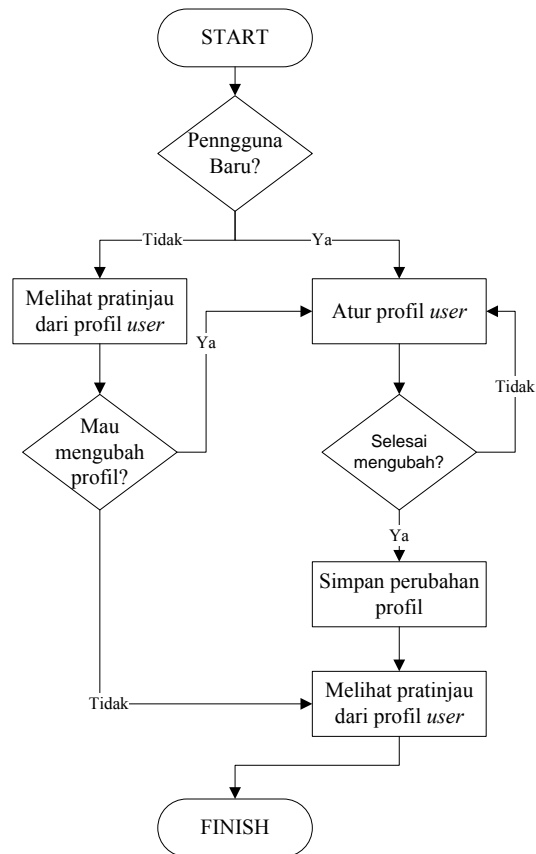 START
Penngguna
Baru?
Tidak
Ya
Melihat pratinjau
dari profil user
Atur profil user
Ya
Tidak
Mau
mengubah
profil?
Selesai
mengubah?
Ya
Simpan perubahan
profil
Melihat pratinjau
dari profil user
Tidak
FINISH